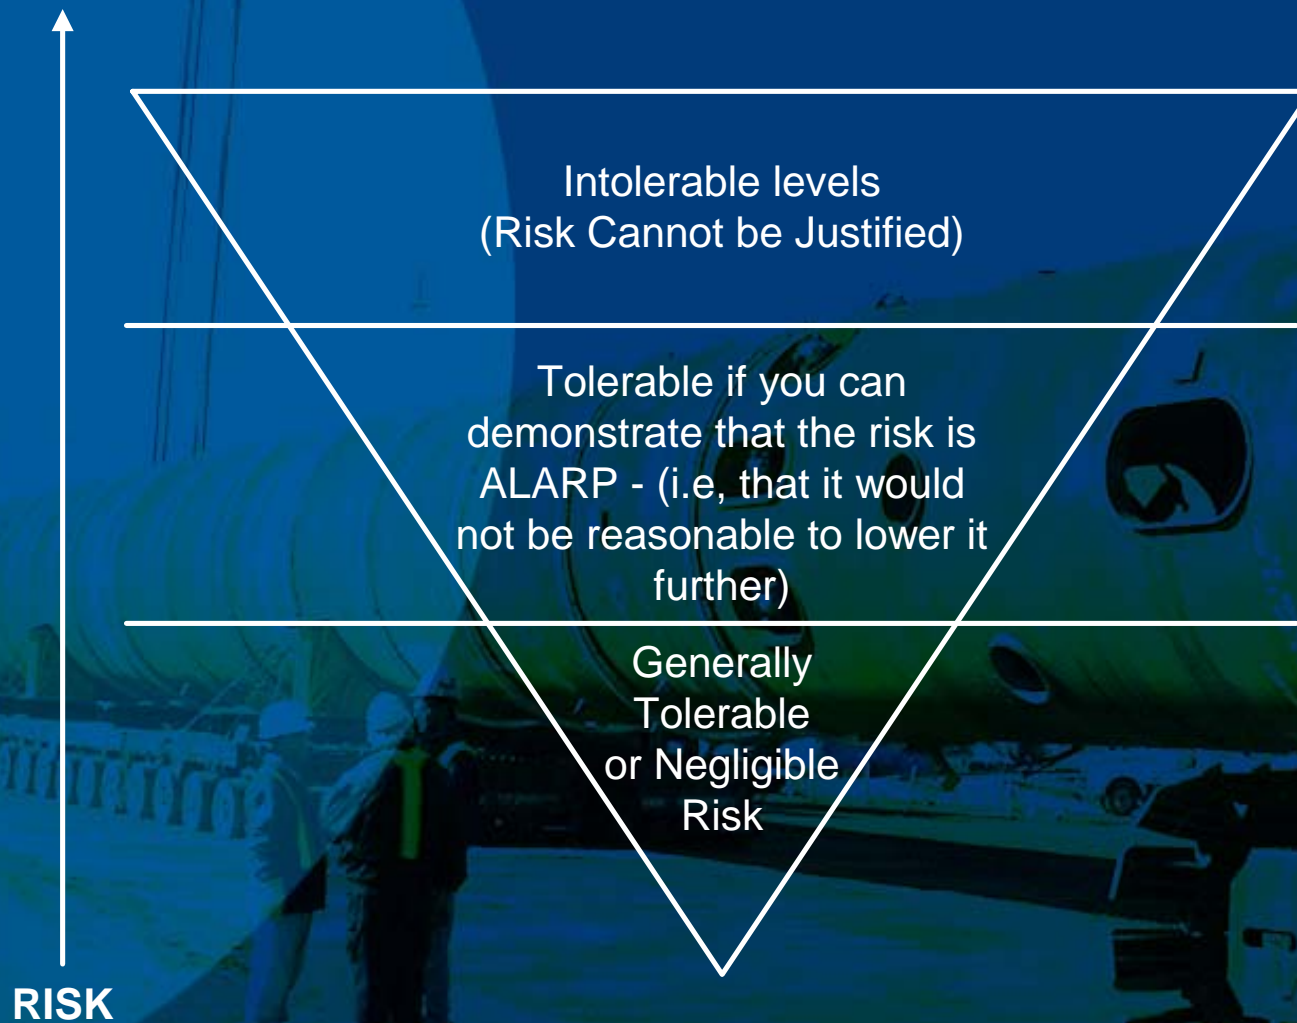 Intolerable levels
(Risk Cannot be Justified)
Tolerable if you can
demonstrate that the risk is
ALARP - (i.e, that it would
not be reasonable to lower it
further)
Generally
Tolerable
or Negligible
Risk
RISK